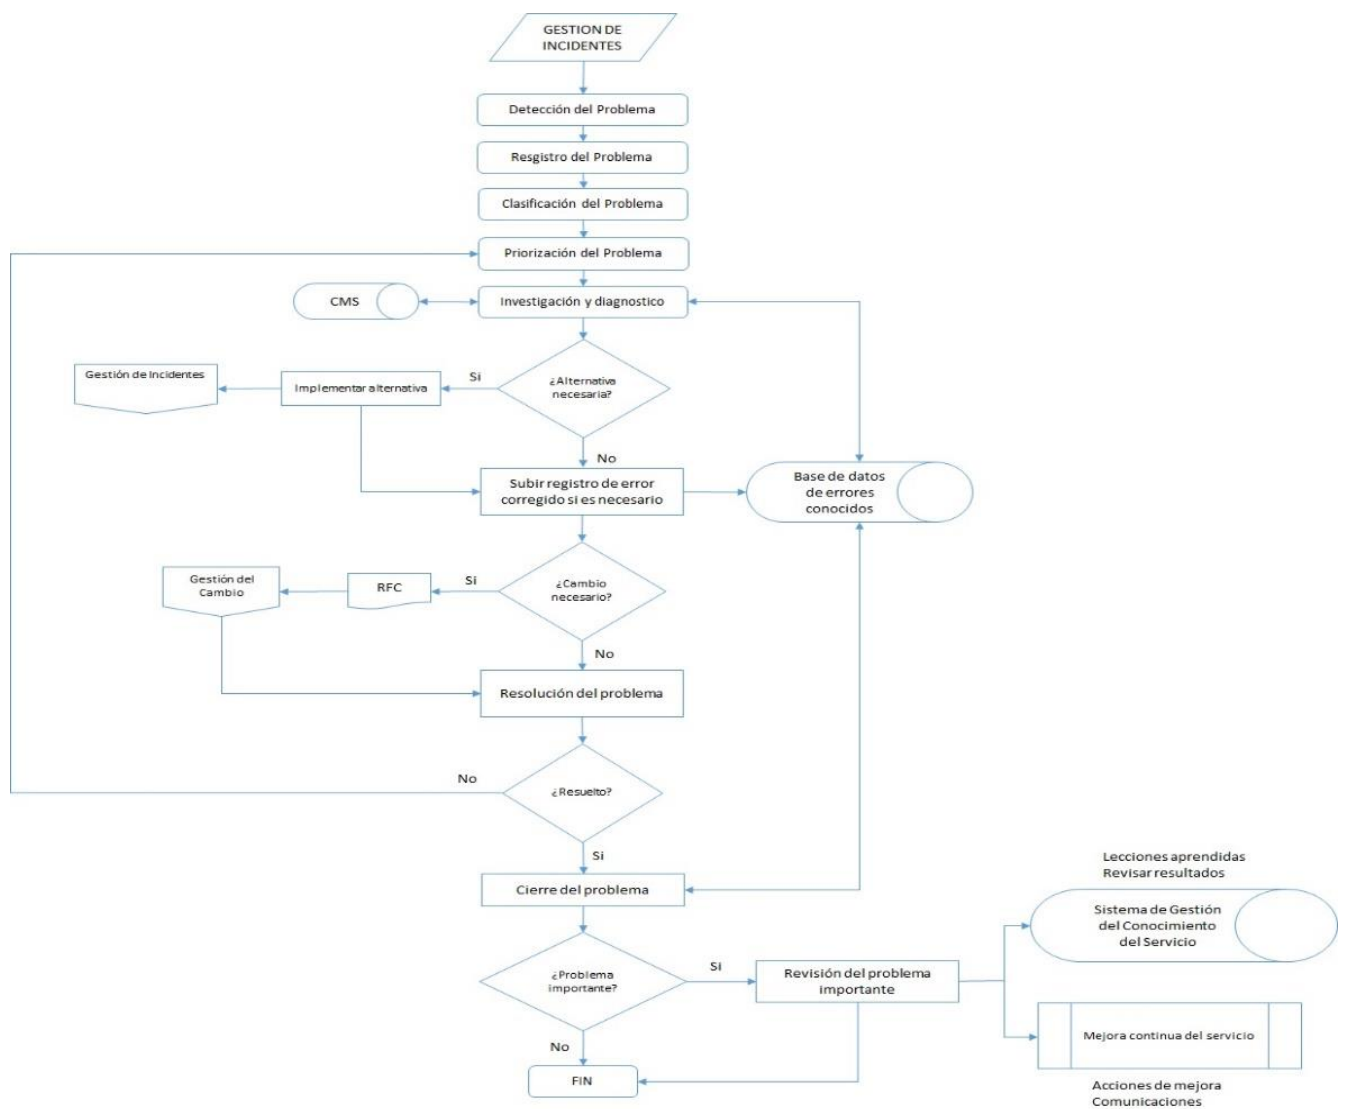 GESTION DE
INCIDENTES
Detección del Problema
Resgistro del Problema
Clasificación del Problema
Priorización del Problema
CMS
Investigación y diagnostico
Gestión de Incidentes
Implementar alternativa
Si
¿Alternativa
necesaria?
No
Subir registro de error
corregido si es necesario
Base de datos
de errores
conocidos
Gestión del
Cambio
RFC
Si
¿Cambio
necesario?
No
Resolución del problema
No
¿Resuelto?
Si
Cierre del problema
Lecciones aprendidas
Revisar resultados
Sistema de Gestión
del Conocimiento
del Servicio
¿Problema
importante?
Si
Revisión del problema
importante
Mejora continua del servicio
No
FIN
Acciones de mejora
Comunicaciones